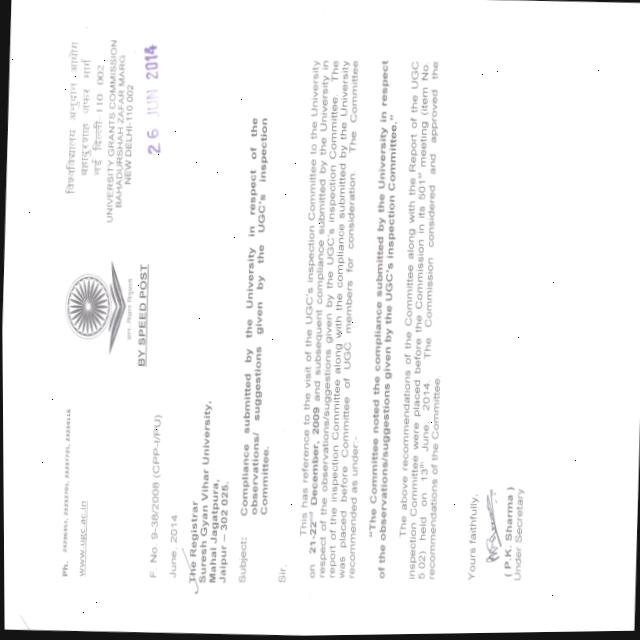 www.ugc.ac.in
विश्वविद्यालय अनुदान आयोग
बहादुरशाह जफर मार्ग
नई दिल्ली-110 002
UNIVERSITY GRANTS COMMISSION
BAHADURSHAH ZAFAR MARG
NEW DELHI-110 002
BY SPEED POST
26 JUN 2014
F. No. 9-36/2008 (CPP-I/PU)
June, 2014
The Registrar
Suresh Gyan Vihar University,
Mahal Jagatpura,
Jaipur – 302 025.
Subject: Compliance submitted by the University in respect of the
observations/ suggestions given by the UGC's inspection
Committee.
Sir,
This has reference to the visit of the UGC's inspection Committee to the University
on 21-22nd December, 2009 and subsequent compliance submitted by the University in
respect of the observations/suggestions given by the UGC's inspection Committee. The
report of the inspection Committee along with the compliance submitted by the University
was placed before Committee of UGC members for consideration. The Committee
recommended as under:-
"The Committee noted the compliance submitted by the University in respect
of the observations/suggestions given by the UGC's inspection Committee."
The above recommendations of the Committee along with the Report of the UGC
inspection Committee were placed before the Commission in its 501st meeting (Item No.
5.02) held on 13th June, 2014. The Commission considered and approved the
recommendations of the Committee
Yours faithfully,
( P.K. Sharma )
Under Secretary